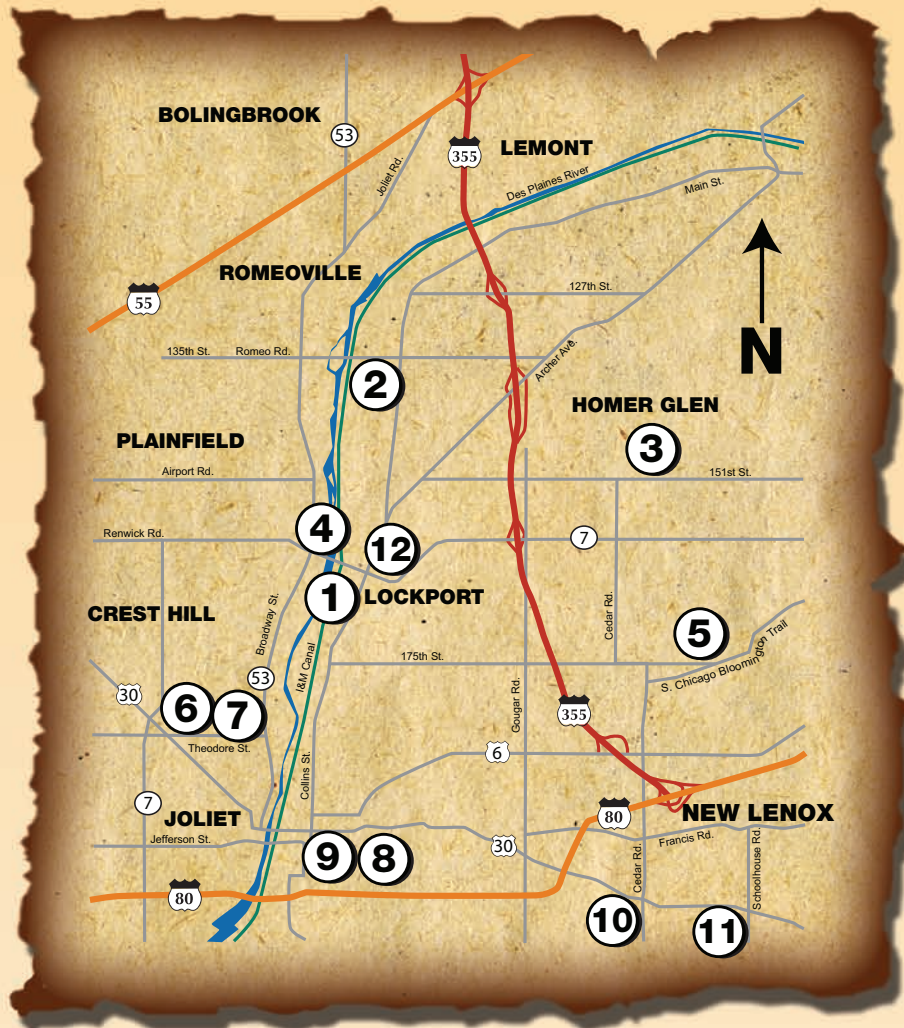 BOLINGBROOK
53
Joliet Rd.
355
LEMONT
Des Plaines River
Main St.
ROMEOVILLE
55
127th St.
N
135th St.
Romeo Rd.
Archer Ave.
2
HOMER GLEN
PLAINFIELD
3
Airport Rd.
151st St.
4
12
Renwick Rd.
7
1
LOCKPORT
CREST HILL
Broadway St.
Cedar Rd.
5
I&M Canal
175th St.
S. Chicago Bloomington Trail
30
53
6
7
Gougar Rd.
355
Theodore St.
6
Collins St.
7
JOLIET
80
NEW LENOX
Jefferson St.
9
8
30
Francis Rd.
Cedar Rd.
Schoolhouse Rd.
80
10
11